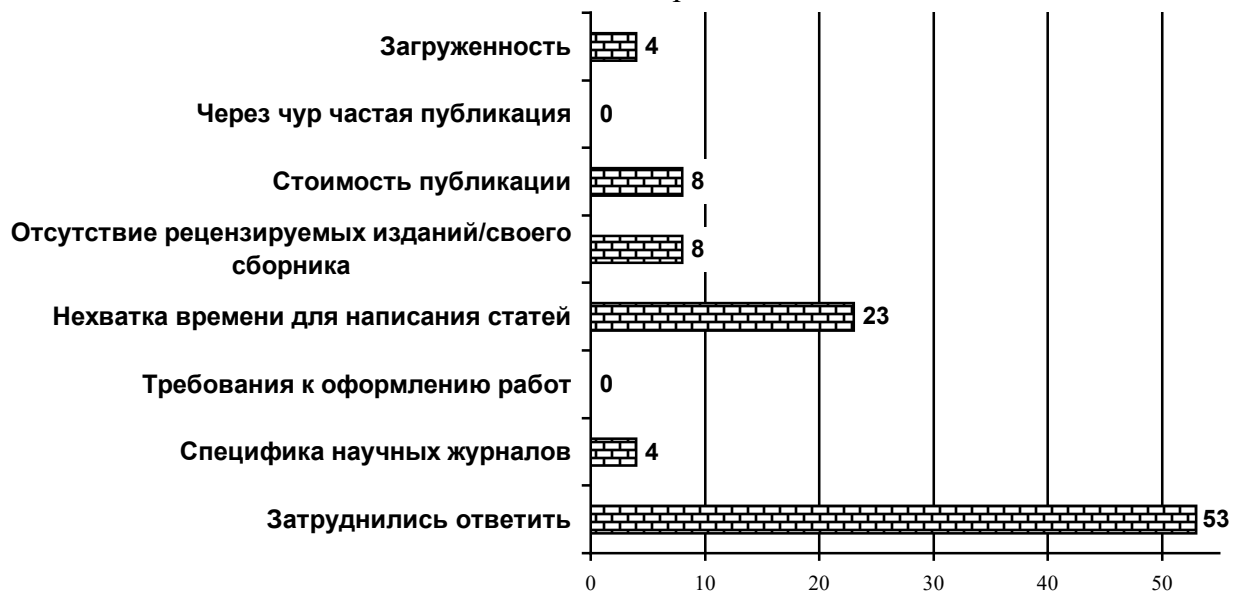 Загруженность 4
Через чур частая публикация 0
Стоимость публикации 8
Отсутствие рецензируемых изданий/своего
сборника 8
Нехватка времени для написания статей 23
Требования к оформлению работ 0
Специфика научных журналов 4
Затруднились ответить 53
0 10 20 30 40 50